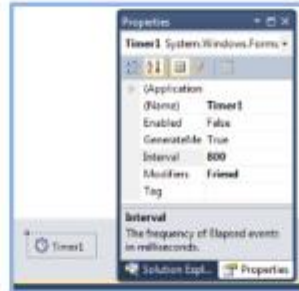 Properties
Timer1 System.Windows.Forms.
(Application
(Name) Timer1
Enabled False
GenerateMe True
Interval 800
Modifiers Friend
Tag
Interval
The frequency of Elapsed events
in milliseconds.
Timer1
Solution Expl... Properties